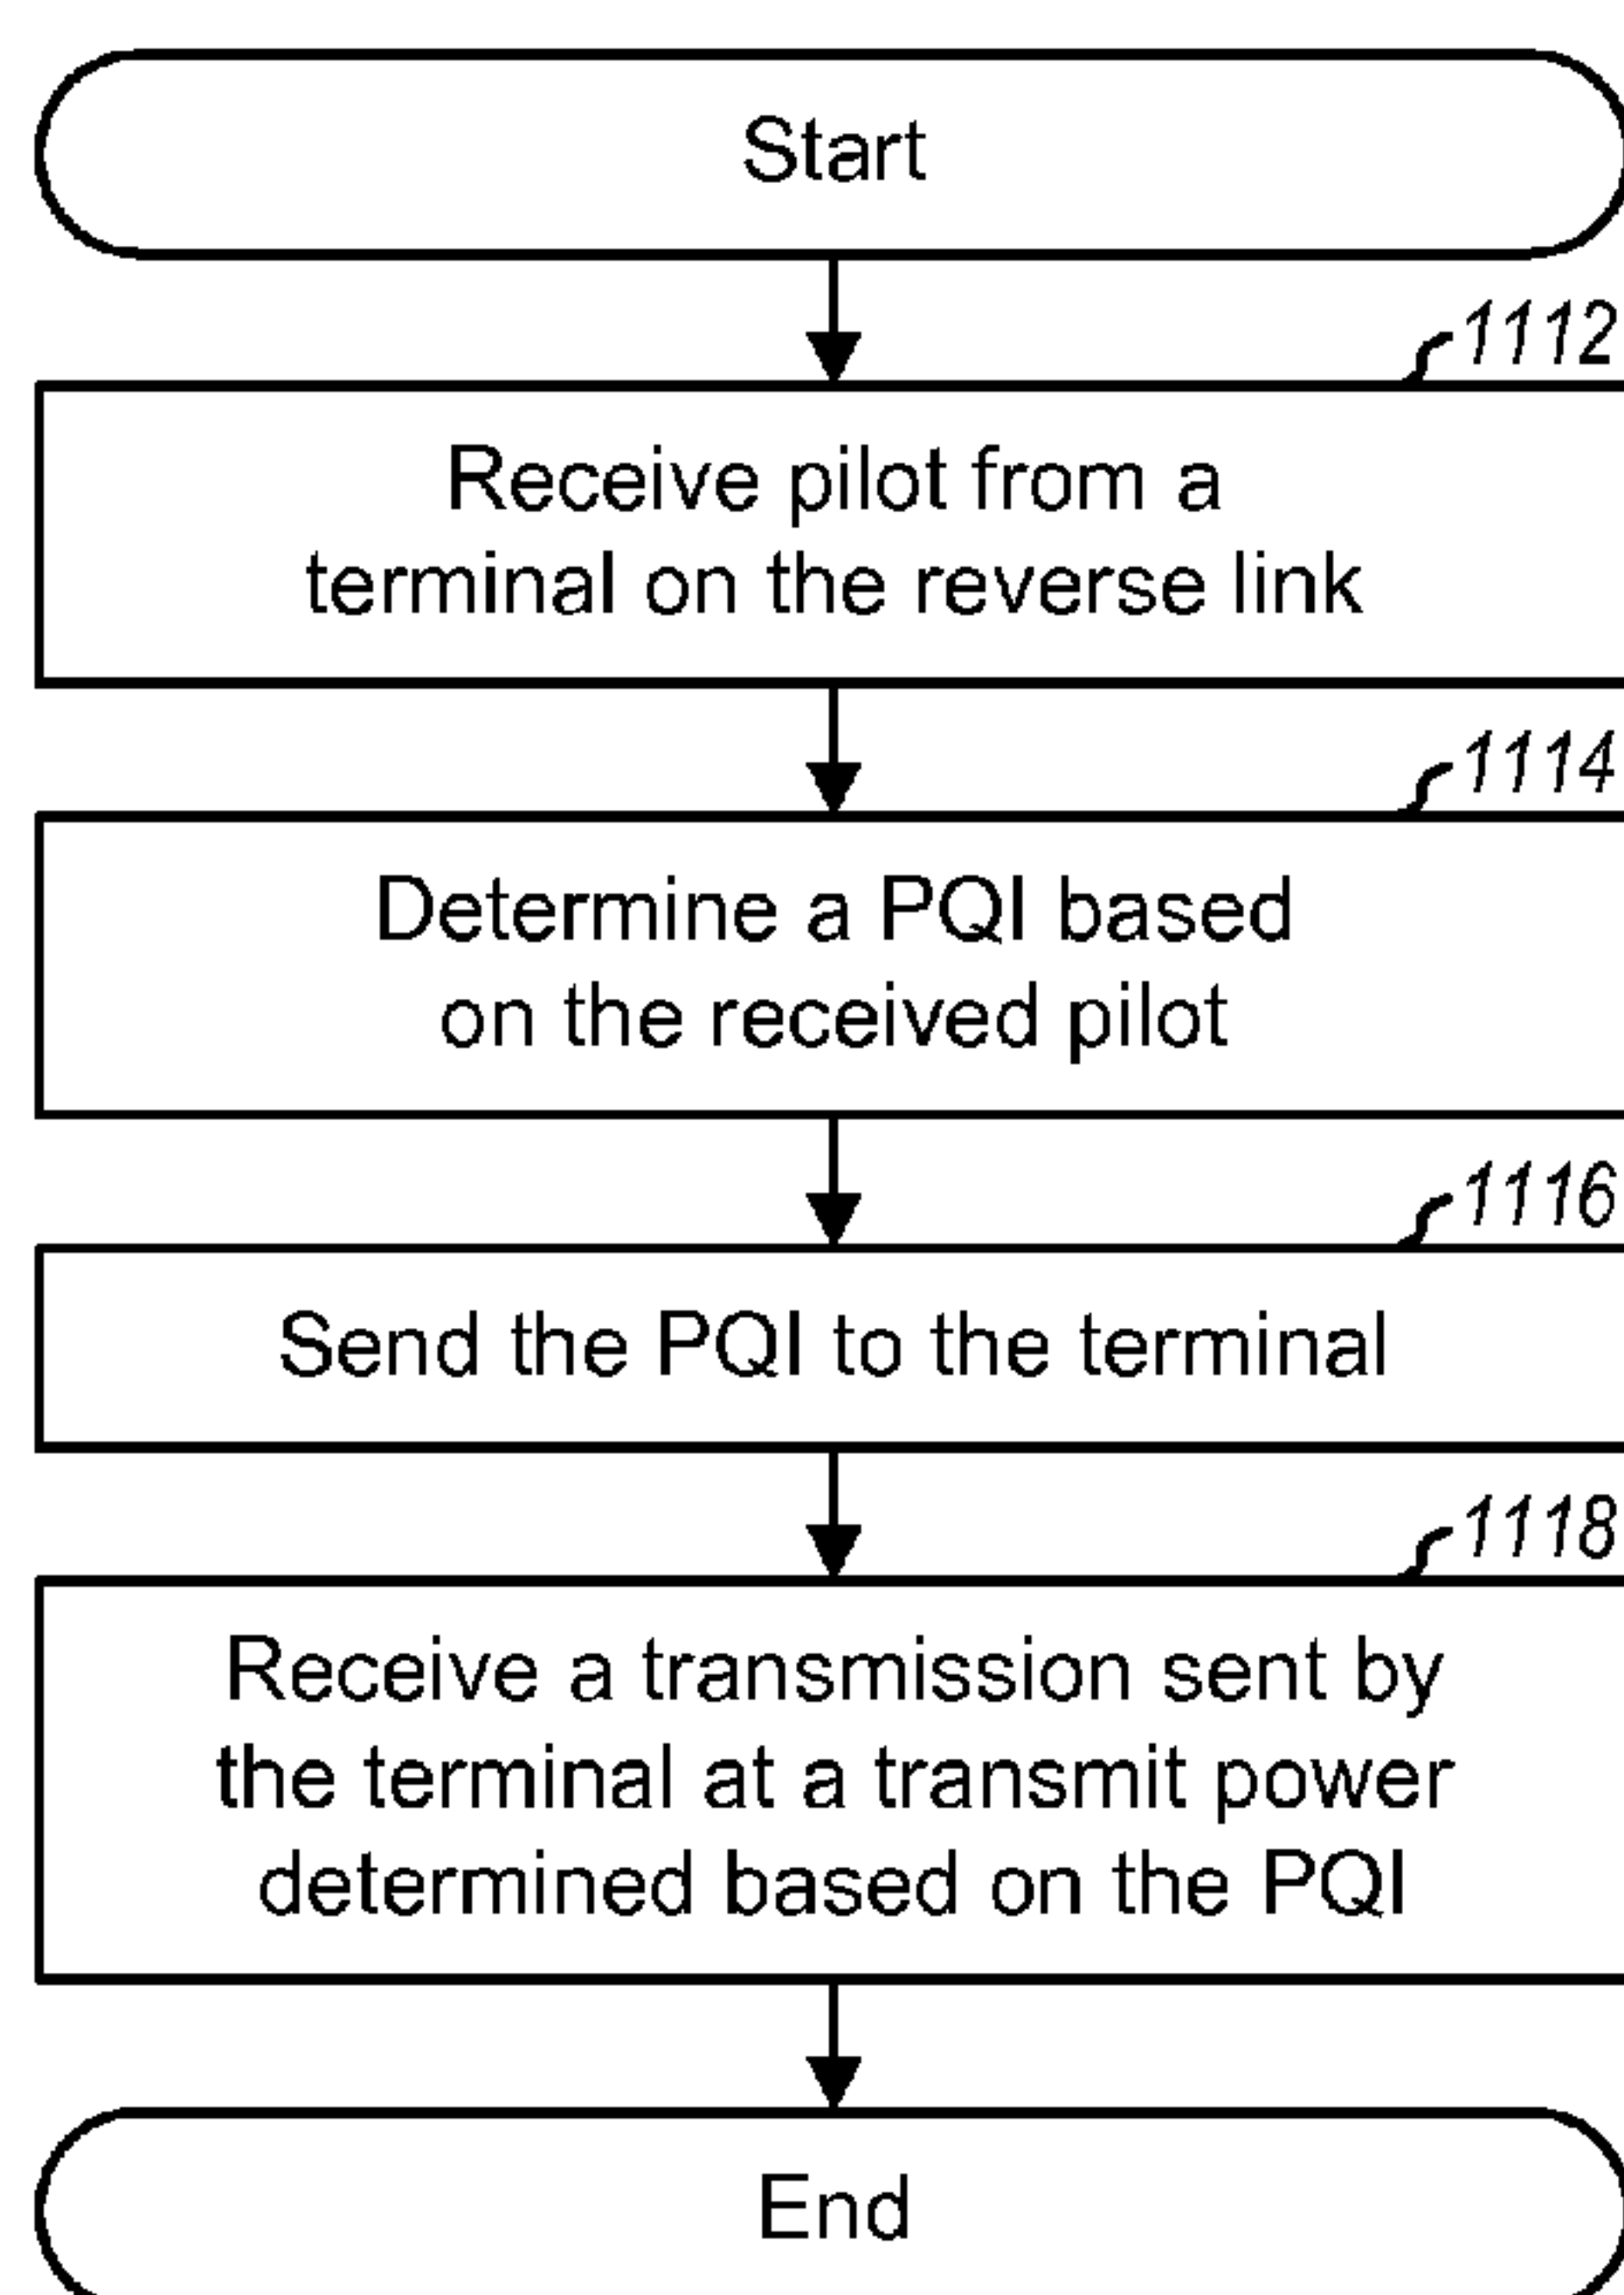 Start
1112
Receive pilot from a
terminal on the reverse link
1114
Determine a PQI based
on the received pilot
1116
Send the PQI to the terminal
1118
Receive a transmission sent by
the terminal at a transmit power
determined based on the PQI
End